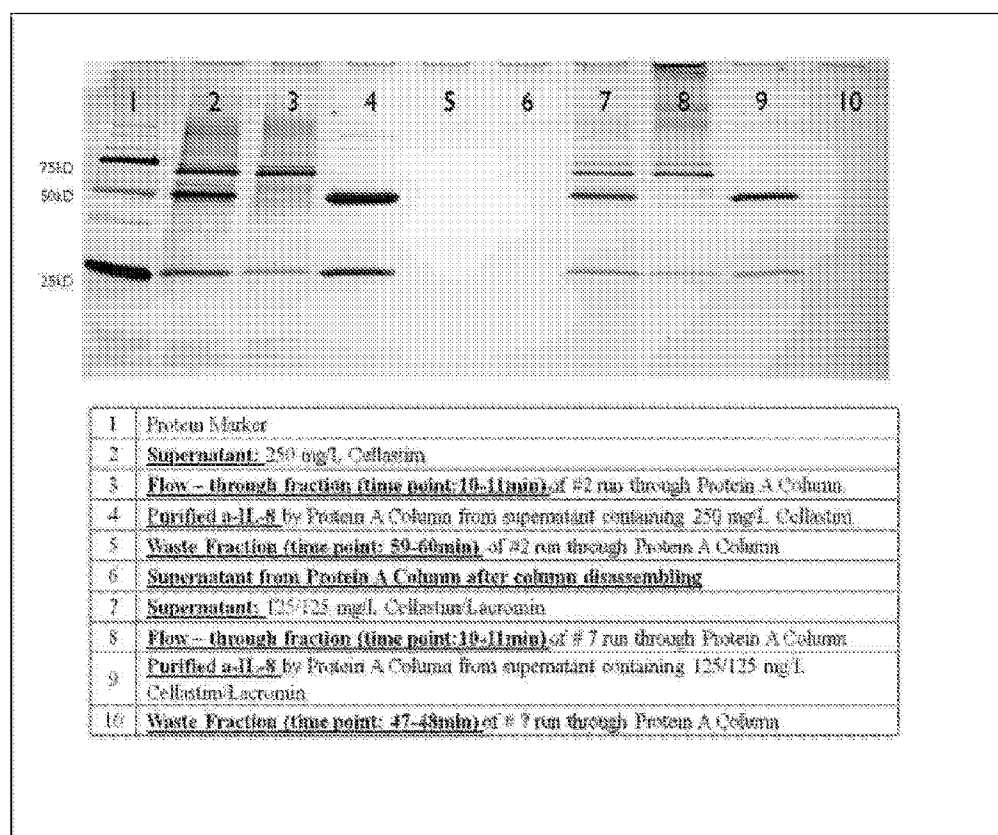 1 2 3 4 5 6 7 8 9 10
75kD
50kD
25kD
1 Protein Marker
2 Supernatant: 250 mg/L Cellastim
3 Flow – through fraction (time point:10-11min) of #2 run through Protein A Column
4 Purified a-IL-8 by Protein A Column from supernatant containing 250 mg/L Cellastim
5 Waste Fraction (time point: 59-60min) of #2 run through Protein A Column
6 Supernatant from Protein A Column after column disassembling
7 Supernatant: 125/125 mg/L Cellastim/Lacromin
8 Flow – through fraction (time point:10-11min) of # 7 run through Protein A Column
9 Purified a-IL-8 by Protein A Column from supernatant containing 125/125 mg/L
Cellastim/Lacromin
10 Waste Fraction (time point: 47-48min) of # 7 run through Protein A Column